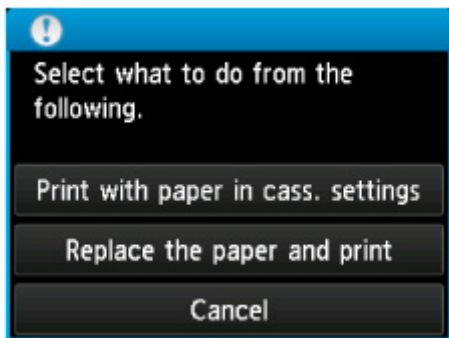 Select what to do from the
following.
Print with paper in cass. settings
Replace the paper and print
Cancel